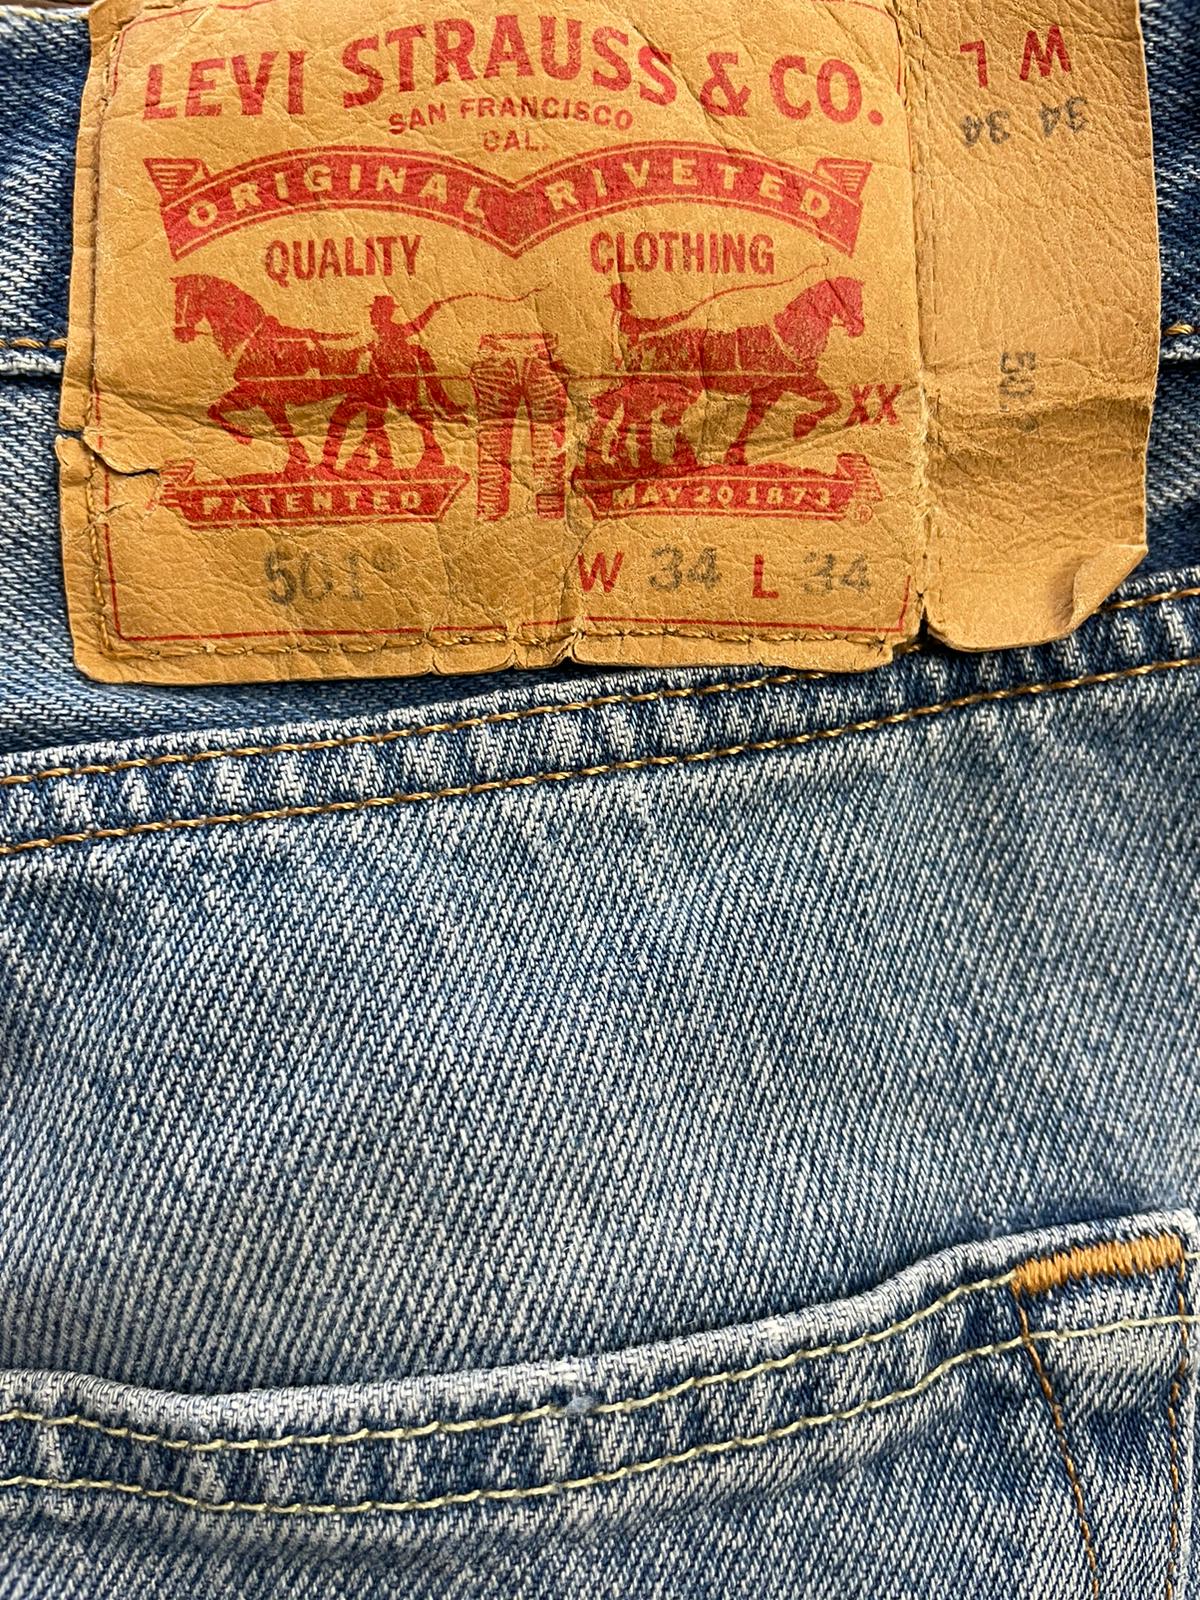 LEVI STRAUSS & CO.
SAN FRANCISCO
CAL.
ORIGINAL RIVETED
QUALITY CLOTHING
XX
PATENTED MAY 20 1873
®
501® W 34 L 34
W L
34 34